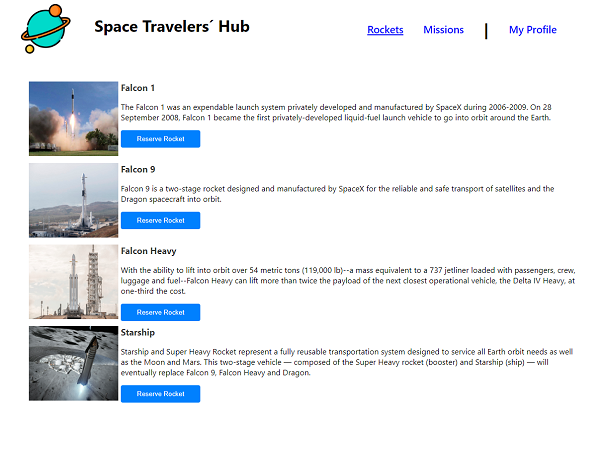 Space Travelers´ Hub
Rockets Missions | My Profile
Falcon 1
The Falcon 1 was an expendable launch system privately developed and manufactured by SpaceX during 2006-2009. On 28
September 2008, Falcon 1 became the first privately-developed liquid-fuel launch vehicle to go into orbit around the Earth.
Reserve Rocket
Falcon 9
Falcon 9 is a two-stage rocket designed and manufactured by SpaceX for the reliable and safe transport of satellites and the
Dragon spacecraft into orbit.
Reserve Rocket
Falcon Heavy
With the ability to lift into orbit over 54 metric tons (119,000 lb)--a mass equivalent to a 737 jetliner loaded with passengers, crew,
luggage and fuel--Falcon Heavy can lift more than twice the payload of the next closest operational vehicle, the Delta IV Heavy, at
one-third the cost.
Reserve Rocket
Starship
Starship and Super Heavy Rocket represent a fully reusable transportation system designed to service all Earth orbit needs as well
as the Moon and Mars. This two-stage vehicle — composed of the Super Heavy rocket (booster) and Starship (ship) — will
eventually replace Falcon 9, Falcon Heavy and Dragon.
Reserve Rocket